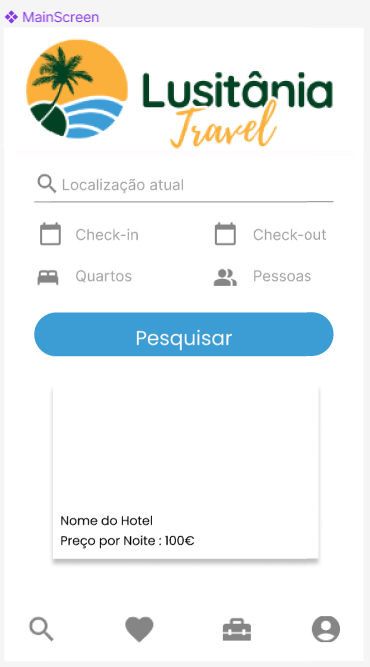 MainScreen
Lusitânia
Travel
Localização atual
Check-in Check-out
Quartos Pessoas
Pesquisar
Nome do Hotel
Preço por Noite : 100€